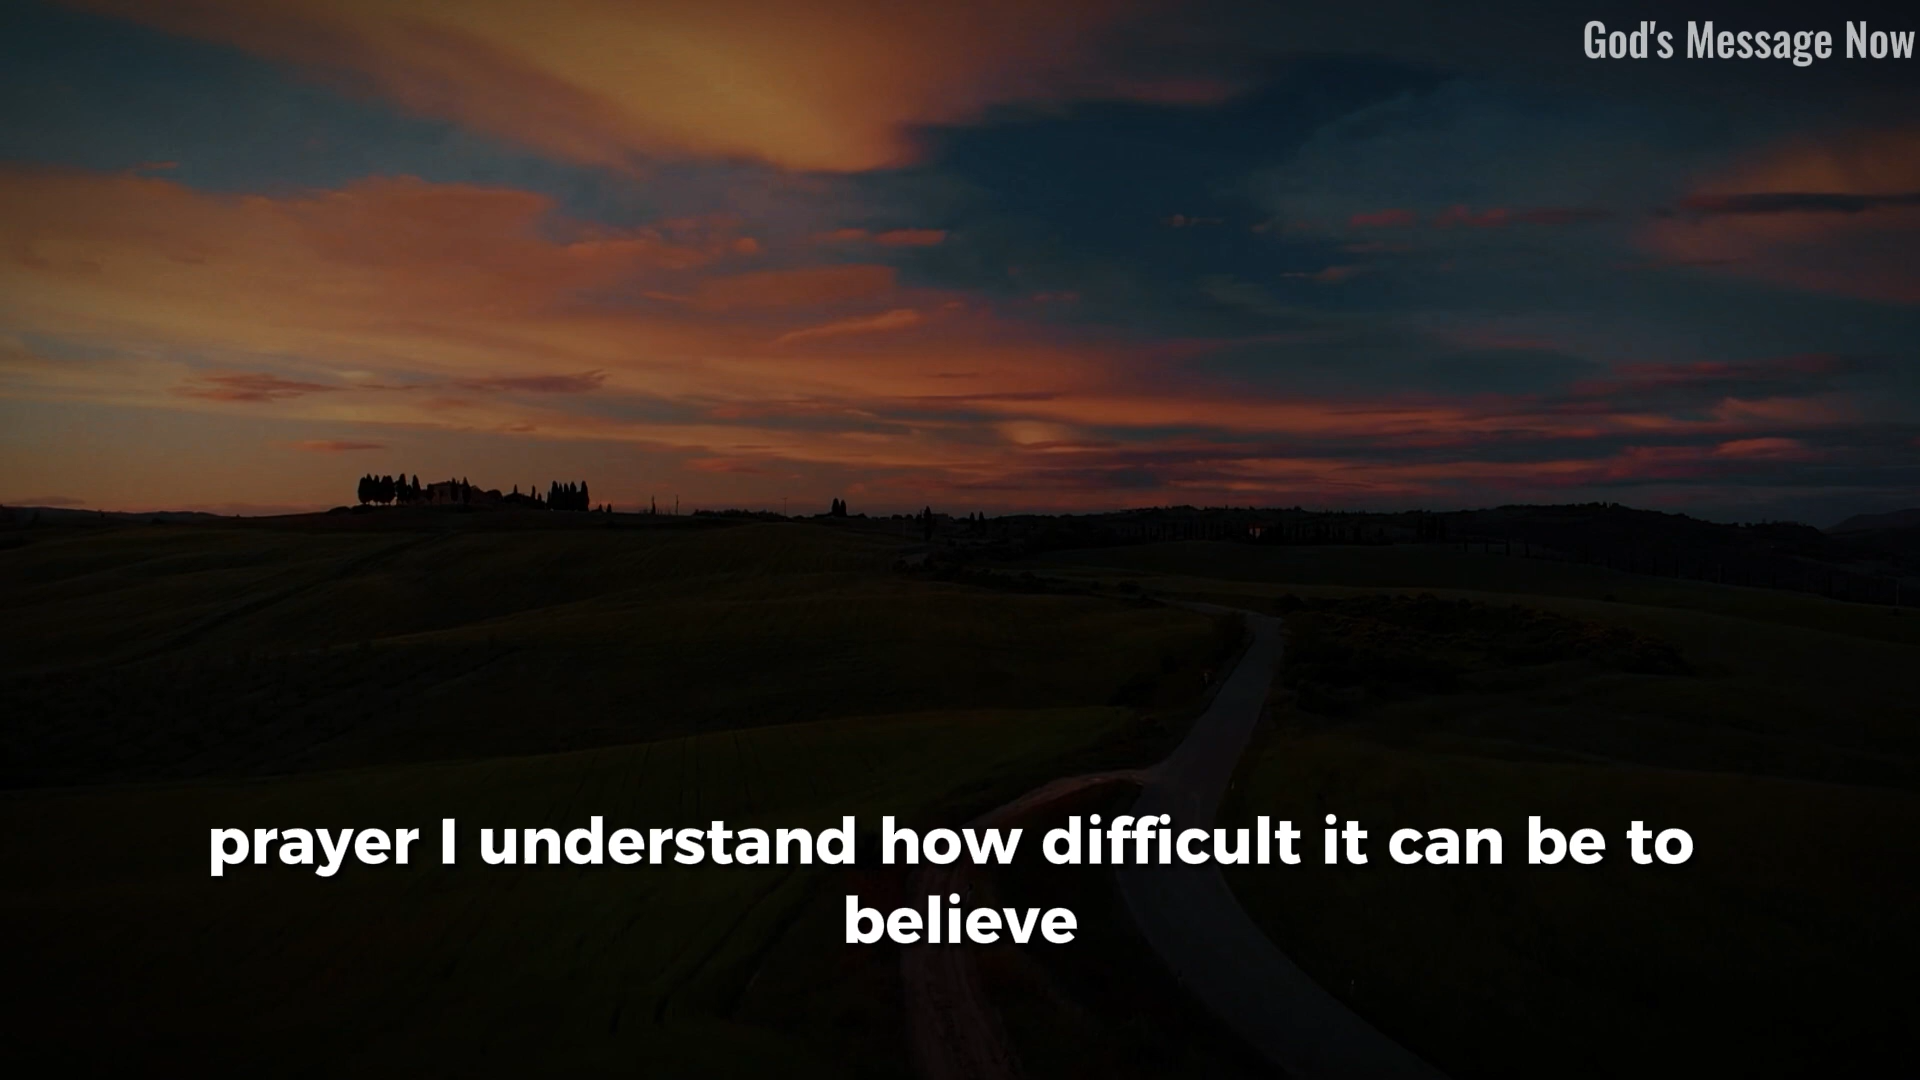 God's Message Now
prayer I understand how difficult it can be to
believe